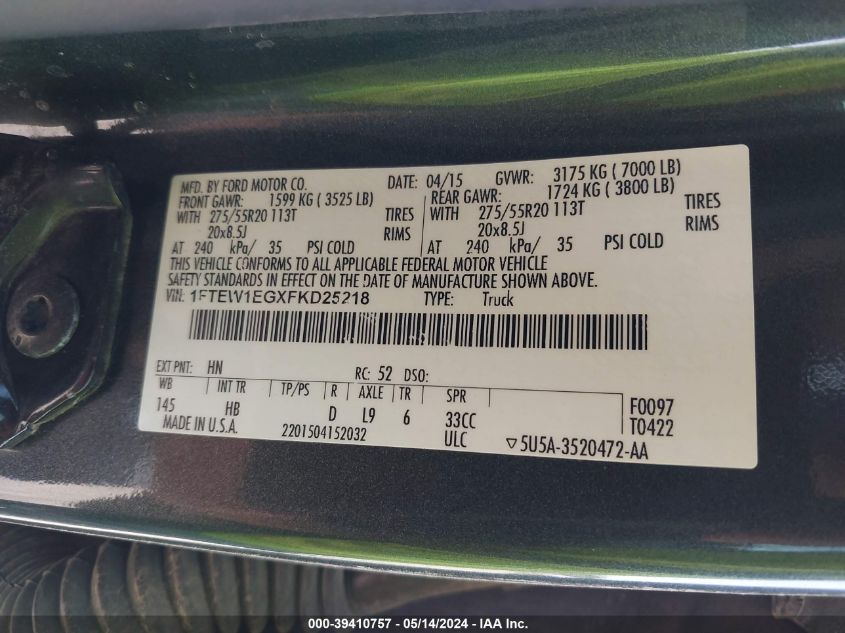 MFD. BY FORD MOTOR CO. DATE: 04/15 GVWR: 3175 KG ( 7000 LB)
FRONT GAWR: 1599 KG ( 3525 LB) REAR GAWR: 1724 KG ( 3800 LB)
WITH 275/55R20 113T TIRES WITH 275/55R20 113T TIRES
20x8.5J RIMS 20x8.5J RIMS
AT 240 kPa/ 35 PSI COLD AT 240 kPa/ 35 PSI COLD
THIS VEHICLE CONFORMS TO ALL APPLICABLE FEDERAL MOTOR VEHICLE
SAFETY STANDARDS IN EFFECT ON THE DATE OF MANUFACTURE SHOWN ABOVE.
VIN: 1FTEW1EGXFKD25218 TYPE: Truck
EXT PNT: HN RC: 52 DSO:
WB INT TR TP/PS R AXLE TR SPR
145 HB D L9 6 33CC F0097
MADE IN U.S.A. 2201504152032 ULC T0422
▽5U5A-3520472-AA
000-39410757 - 05/14/2024 - IAA Inc.